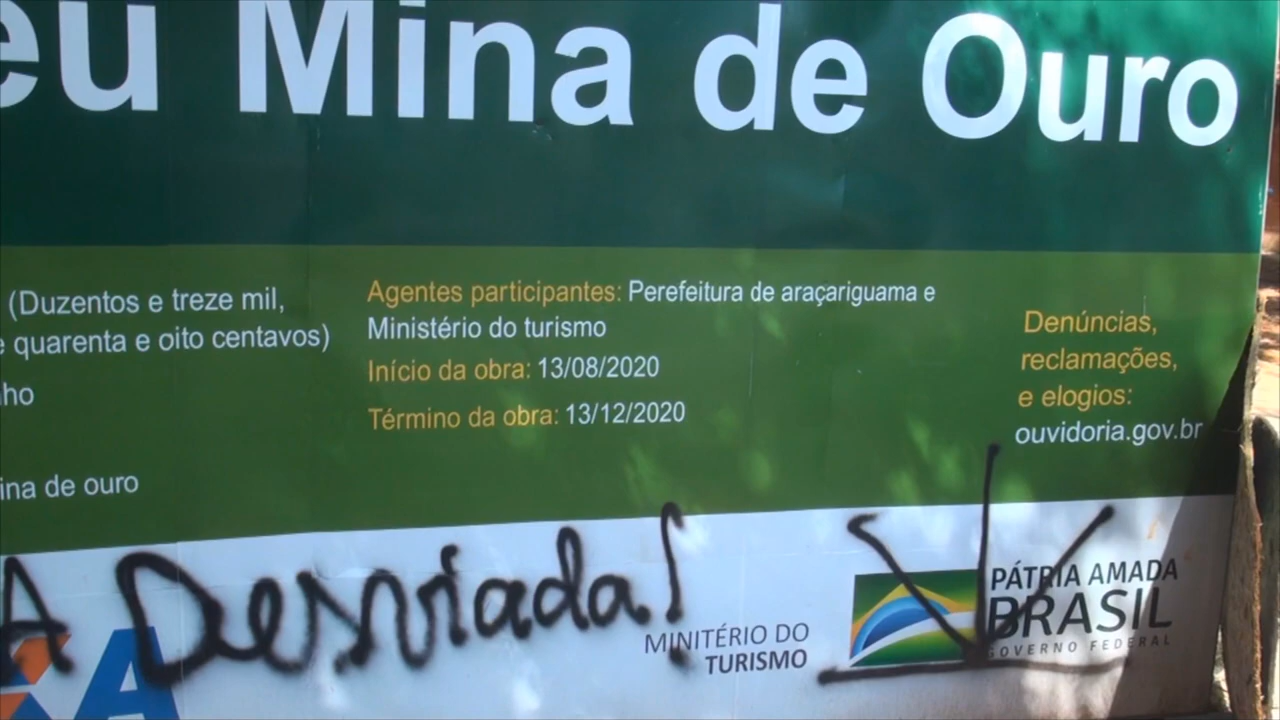 eu Mina de Ouro
(Duzentos e treze mil,
e quarenta e oito centavos)
nho
ina de ouro
Agentes participantes: Perefeitura de araçariguama e
Ministério do turismo
Início da obra: 13/08/2020
Término da obra: 13/12/2020
Denúncias,
reclamações,
e elogios:
ouvidoria.gov.br
A Desviada!
XA
MINITÉRIO DO
TURISMO
PÁTRIA AMADA
BRASIL
GOVERNO FEDERAL